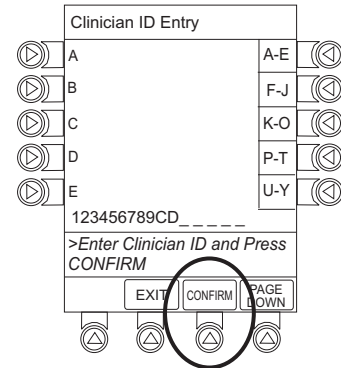 Clinician ID Entry
A A-E
B F-J
C K-O
D P-T
E U-Y
123456789CD_ _ _ _ _
>Enter Clinician ID and Press
CONFIRM
EXIT CONFIRM PAGE
DOWN